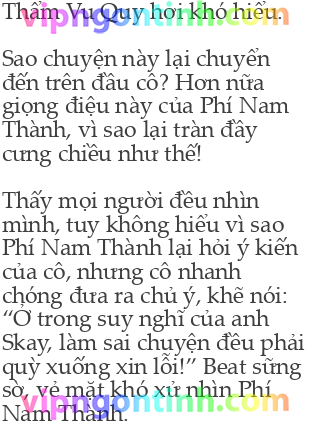 Thẩm Vu Quy hơi khó hiểu.
vipngontinh.com
Sao chuyện này lại chuyển
đến trên đầu cô? Hơn nữa
giọng điệu này của Phí Nam
Thành, vì sao lại tràn đầy
cưng chiều như thế!
Thấy mọi người đều nhìn
mình, tuy không hiểu vì sao
Phí Nam Thành lại hỏi ý kiến
của cô, nhưng cô nhanh
chóng đưa ra chủ ý, khẽ nói:
“Ở trong suy nghĩ của anh
Skay, làm sai chuyện đều phải
quỳ xuống xin lỗi!” Beat sững
sờ, vẻ mặt khó xử nhìn Phí
Nam Thành.
vipngontinh.com